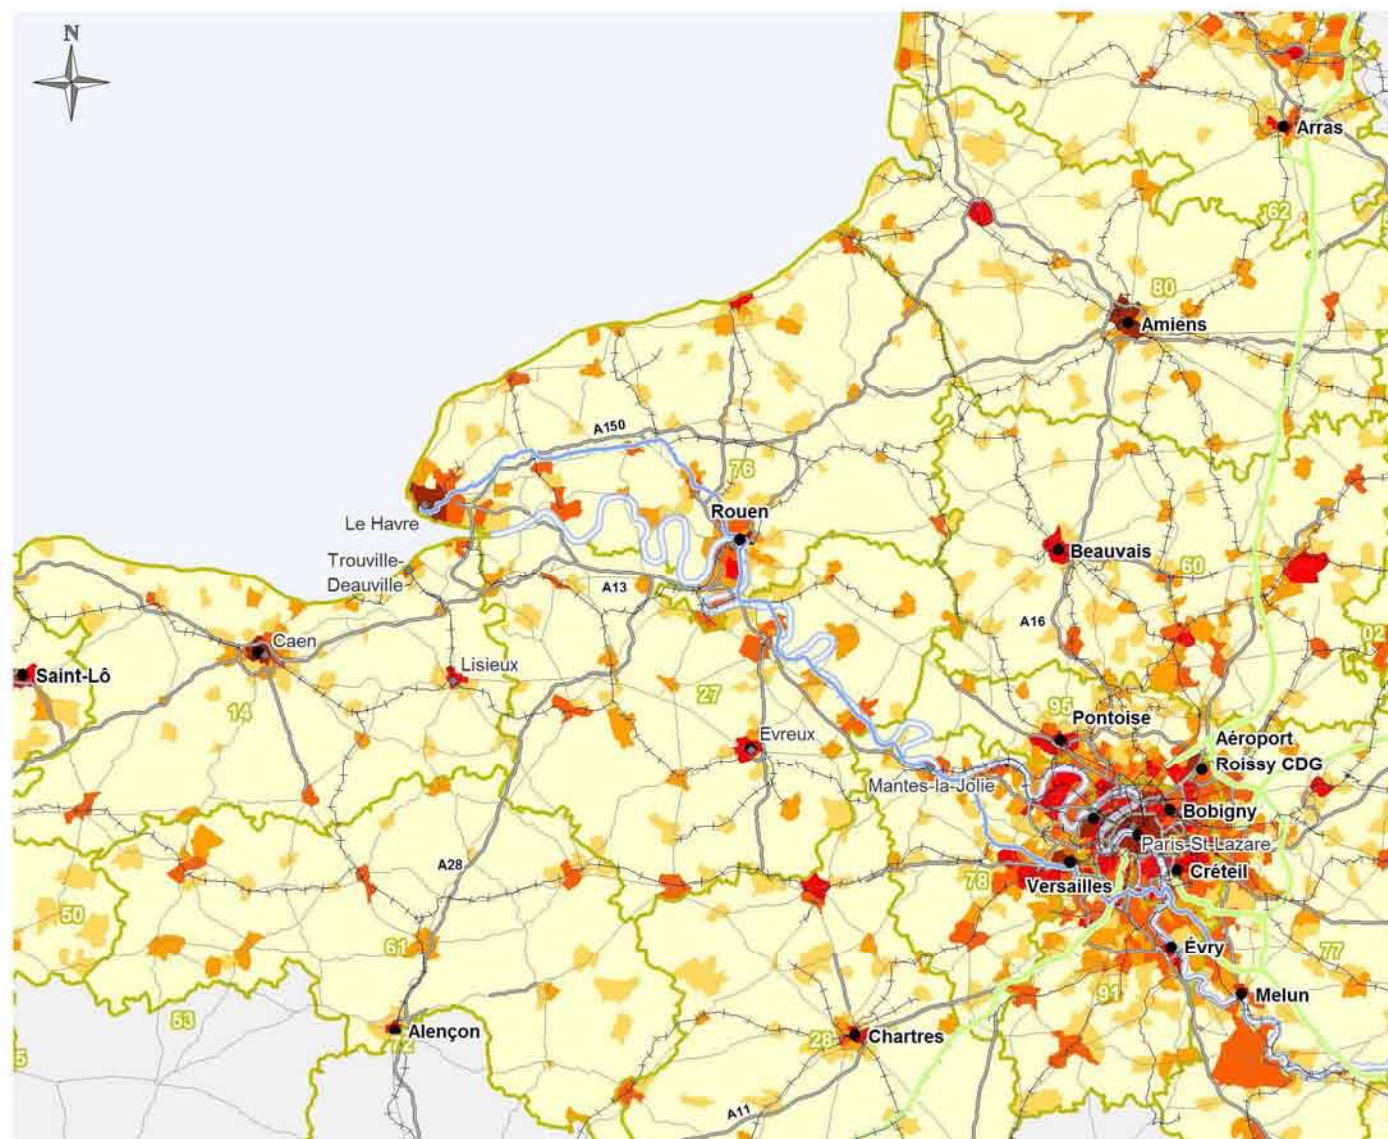 N
Arras
62
80
Amiens
A150
76
Rouen
Le Havre
Trouville-
Deauville
A13
Beauvais
60
A16
02
Caen
Saint-Lô
Lisieux
14
27
95
Pontoise
Evreux
Aéroport
Roissy CDG
Mantes-la-Jolie
Bobigny
Paris-St-Lazare
A28
78
Versailles
Créteil
50
61
Évry
77
91
Melun
53
Alençon
72
28
Chartres
5
A11